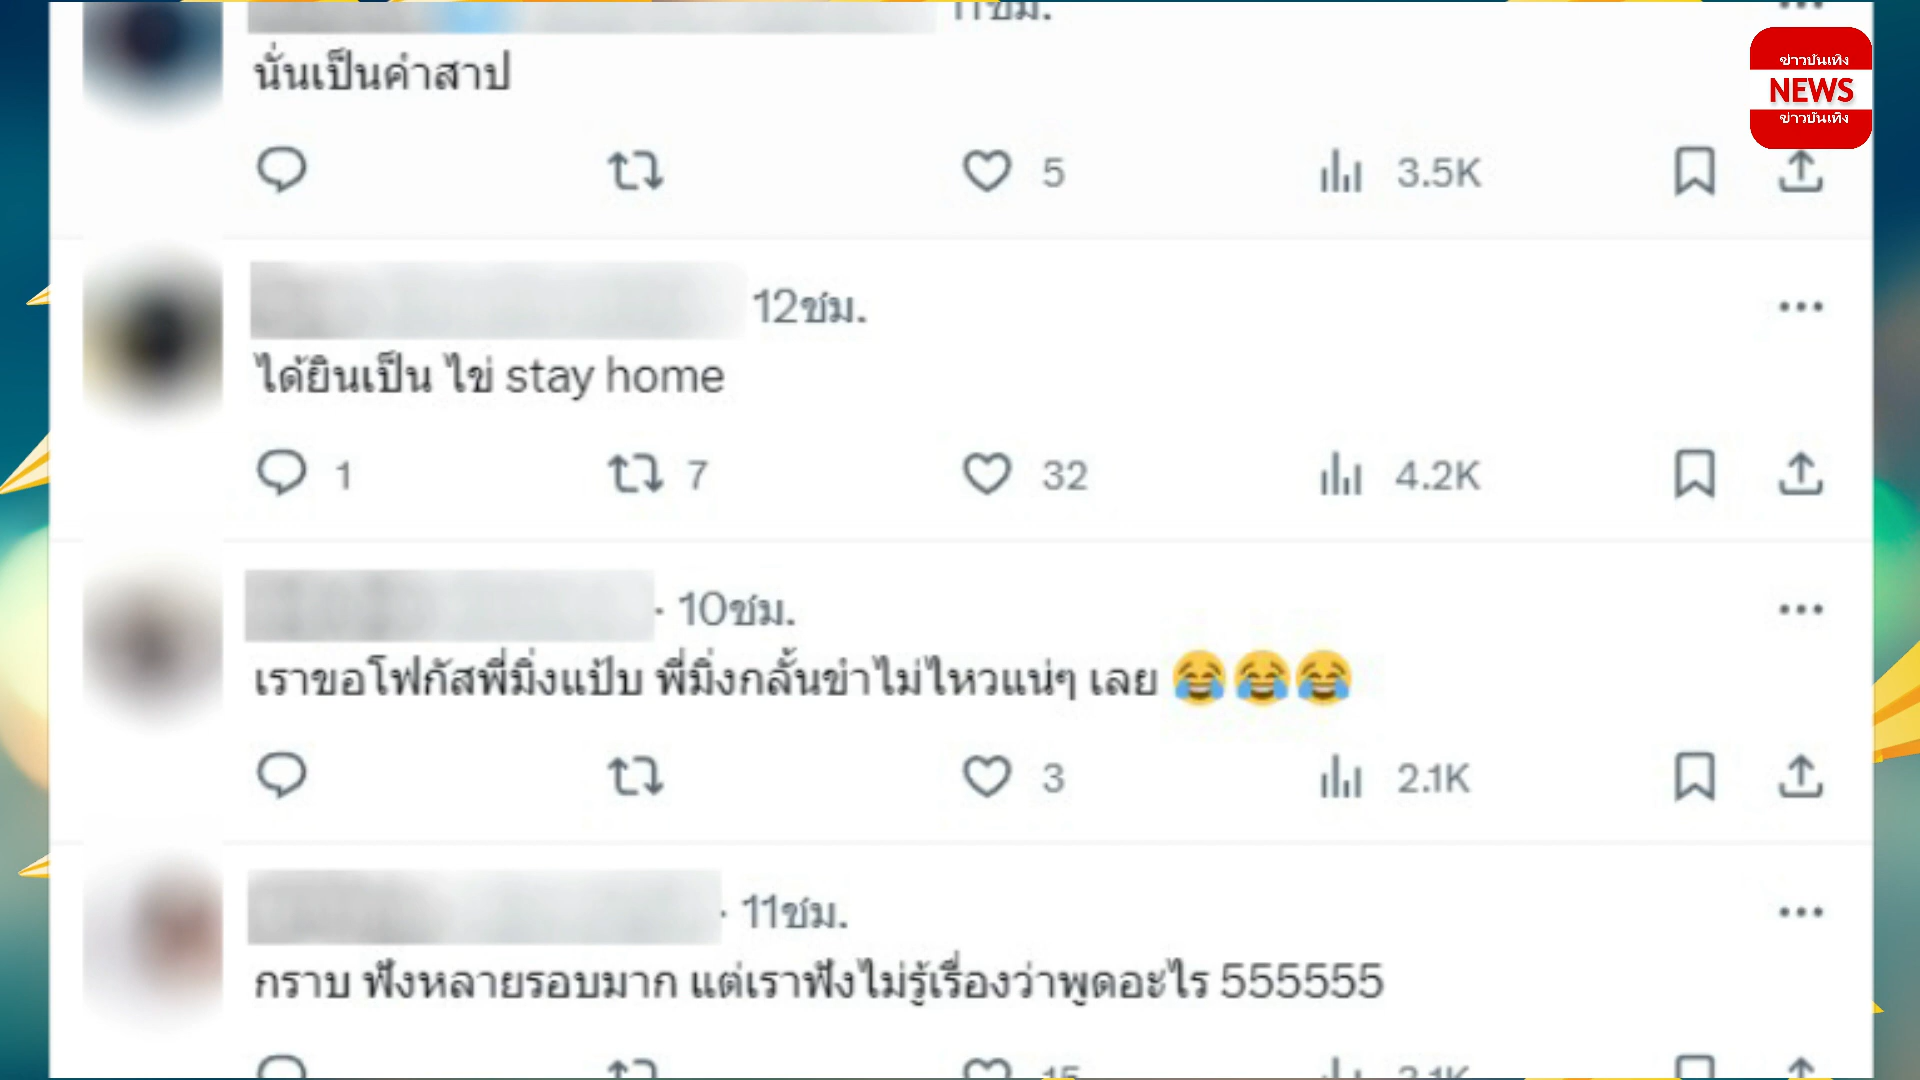 11ชม.
ข่าวบันเทิง
NEWS
ข่าวบันเทิง
นั่นเป็นคำสาป
5 3.5K
12ชม.
ได้ยินเป็น ไข่ stay home
1 7 32 4.2K
· 10ชม.
เราขอโฟกัสพี่มิ่งแป้บ พี่มิ่งกลั้นขำไม่ไหวแน่ๆ เลย 😂😂😂
3 2.1K
· 11ชม.
กราบ ฟังหลายรอบมาก แต่เราฟังไม่รู้เรื่องว่าพูดอะไร 555555
15